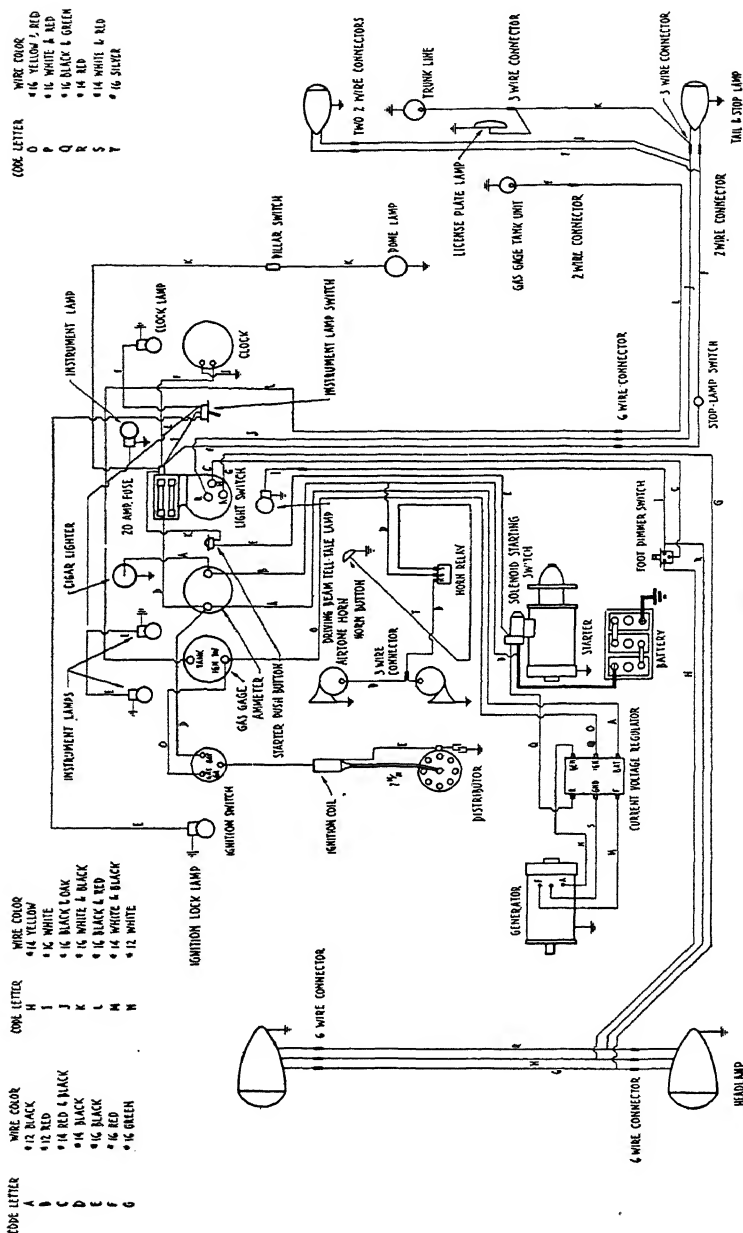 CODE LETTER WIRE COLOR
A #12 BLACK
B #12 RED
C #14 RED & BLACK
D #14 BLACK
E #16 BLACK
F #16 RED
G #16 GREEN
CODE LETTER WIRE COLOR
H #14 YELLOW
I #16 WHITE
J #16 BLACK & OAK
K #16 WHITE & BLACK
L #16 BLACK & RED
M #14 WHITE & BLACK
N #12 WHITE
CODE LETTER WIRE COLOR
O #16 YELLOW & RED
P #16 WHITE & RED
Q #16 BLACK & GREEN
R #14 RED
S #14 WHITE & RED
T #16 SILVER
IGNITION LOCK LAMP
INSTRUMENT LAMPS
CIGAR LIGHTER
INSTRUMENT LAMP
CLOCK LAMP
20 AMP. FUSE
CLOCK
LIGHT SWITCH
INSTRUMENT LAMP SWITCH
PILLAR SWITCH
DOME LAMP
TWO 2 WIRE CONNECTORS
TRUNK LINE
3 WIRE CONNECTOR
LICENSE PLATE LAMP
GAS GAGE TANK UNIT
2 WIRE CONNECTOR
3 WIRE CONNECTOR
TAIL & STOP LAMP
2 WIRE CONNECTOR
IGNITION SWITCH
TANK
GAS GAGE
AMMETER
STARTER PUSH BUTTON
DRIVING BEAM TELL-TALE LAMP
AIRTONE HORN
HORN BUTTON
3 WIRE CONNECTOR
HORN RELAY
6 WIRE CONNECTOR
STOP-LAMP SWITCH
IGNITION COIL
DISTRIBUTOR
SOLENOID STARTING
SWITCH
STARTER
BATTERY
FOOT DIMMER SWITCH
GENERATOR
F
A
GEN
IGN
BAT
GND
F
CURRENT VOLTAGE REGULATOR
6 WIRE CONNECTOR
6 WIRE CONNECTOR
HEADLAMP